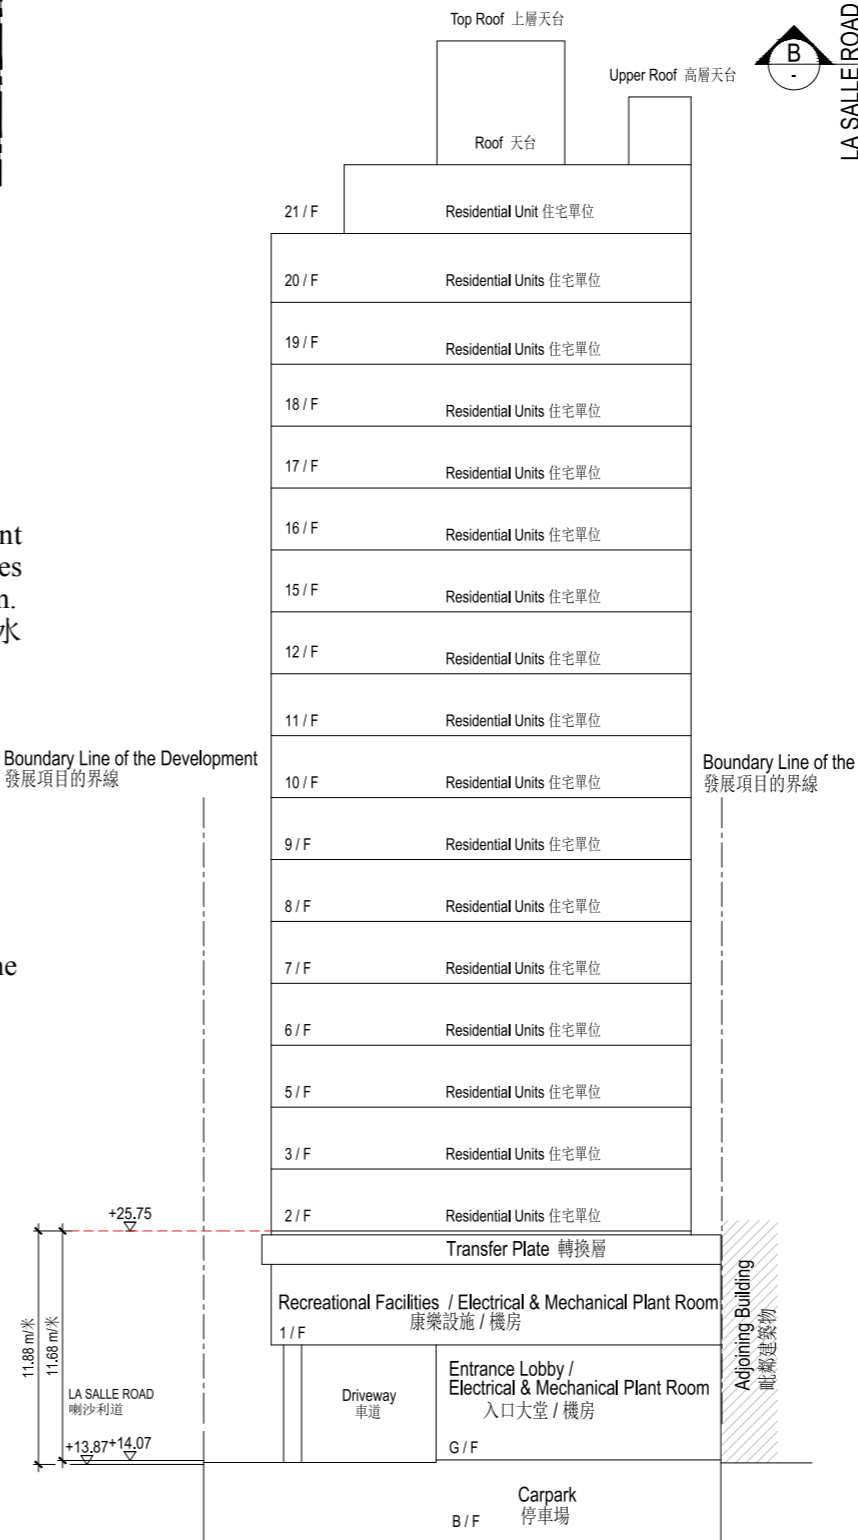 Top Roof 上層天台
B
-
LA SALLE ROAD
Upper Roof 高層天台
Roof 天台
21 / F Residential Unit 住宅單位
20 / F Residential Units 住宅單位
19 / F Residential Units 住宅單位
18 / F Residential Units 住宅單位
17 / F Residential Units 住宅單位
16 / F Residential Units 住宅單位
15 / F Residential Units 住宅單位
12 / F Residential Units 住宅單位
11 / F Residential Units 住宅單位
10 / F Residential Units 住宅單位
9 / F Residential Units 住宅單位
8 / F Residential Units 住宅單位
7 / F Residential Units 住宅單位
6 / F Residential Units 住宅單位
5 / F Residential Units 住宅單位
3 / F Residential Units 住宅單位
2 / F Residential Units 住宅單位
nt
es
n.
水
Boundary Line of the Development
發展項目的界線
Boundary Line of the
發展項目的界線
ne
+25.75
Transfer Plate 轉換層
Recreational Facilities / Electrical & Mechanical Plant Room
康樂設施 / 機房
1 / F
11.88 m/米
11.68 m/米
LA SALLE ROAD
喇沙利道
+13.87 +14.07
Driveway
車道
Entrance Lobby /
Electrical & Mechanical Plant Room
入口大堂 / 機房
G / F
Adjoining Building
毗鄰建築物
Carpark
停車場
B / F